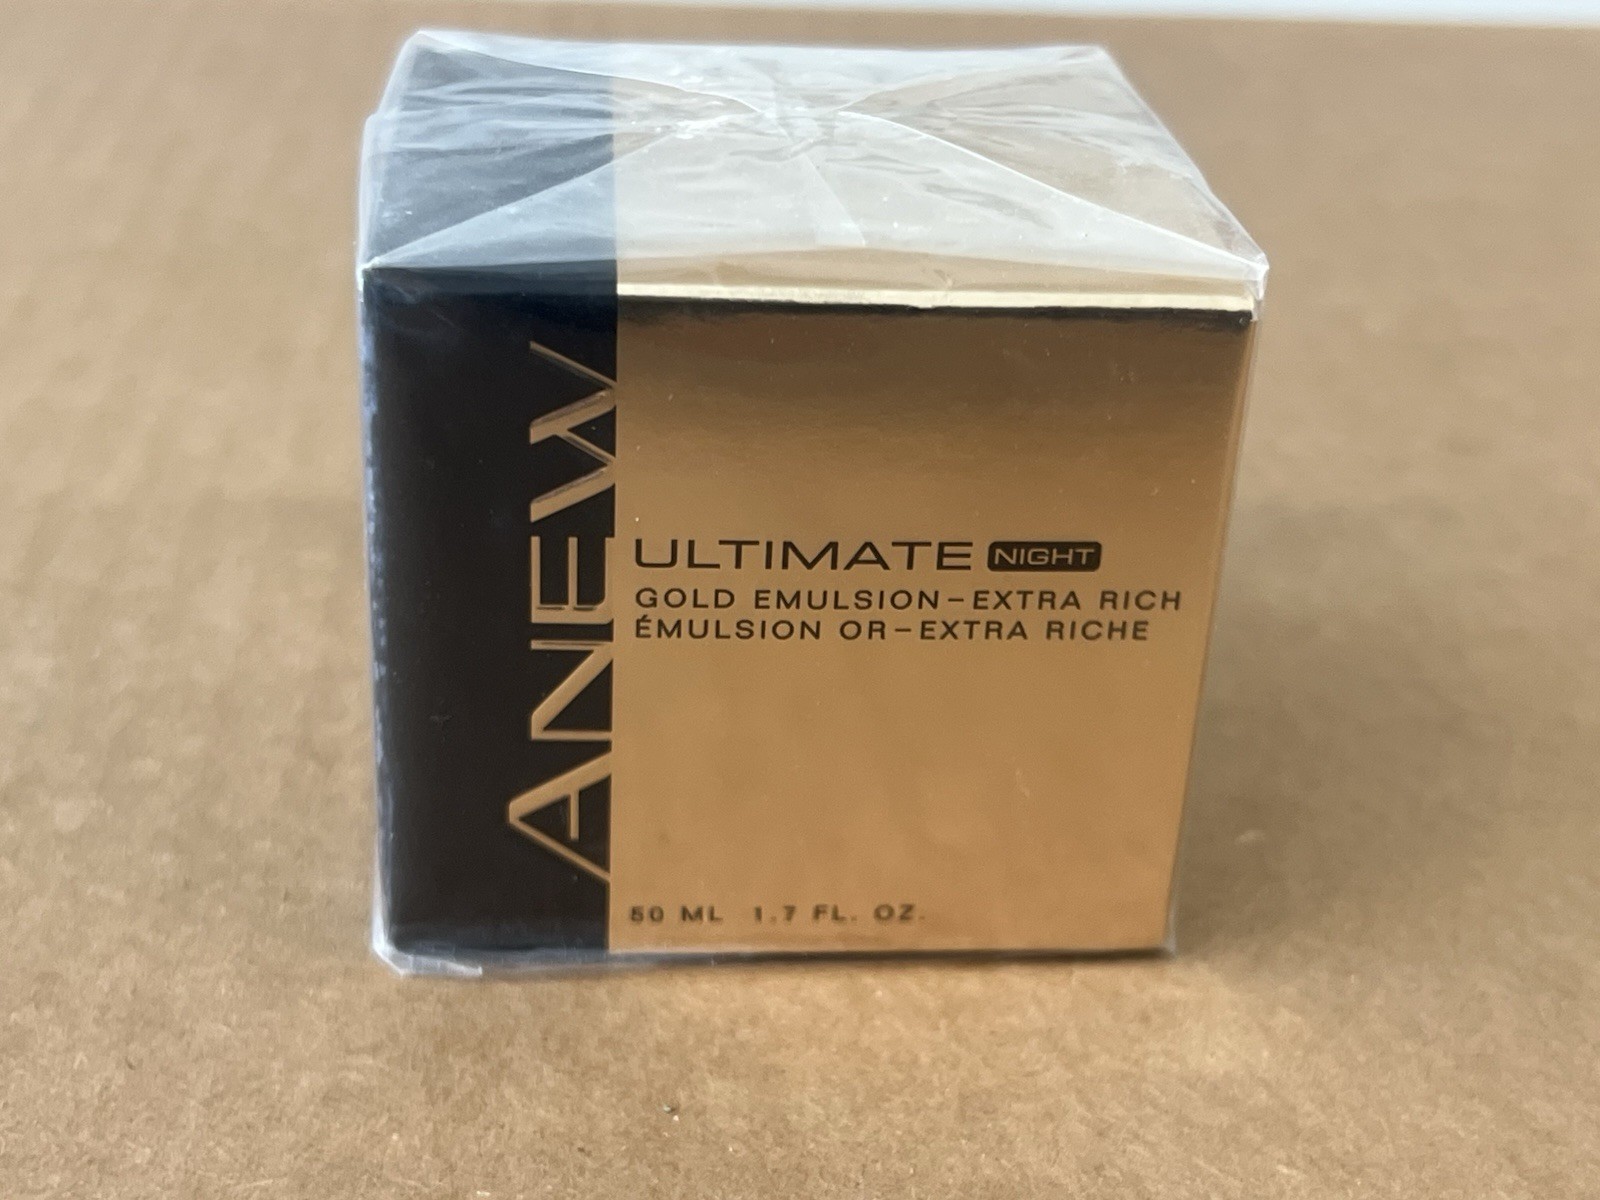 ANEW
ULTIMATE NIGHT
GOLD EMULSION-EXTRA RICH
ÉMULSION OR-EXTRA RICHE
50 ML 1.7 FL. OZ.